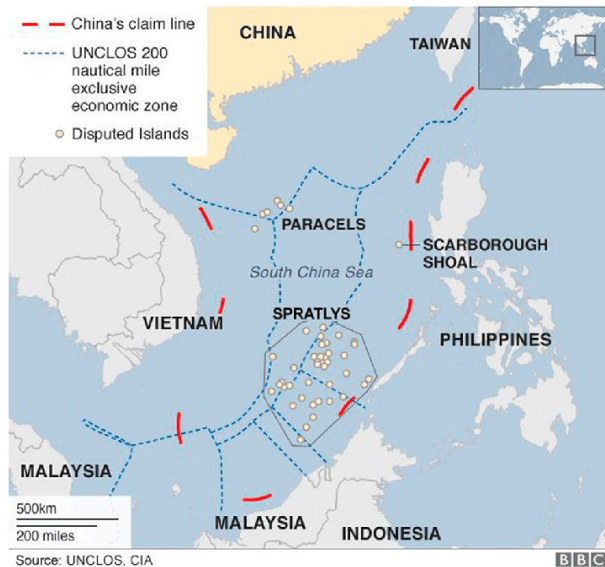 China's claim line
UNCLOS 200
nautical mile
exclusive
economic zone
Disputed Islands
CHINA
TAIWAN
PARACELS
SCARBOROUGH
SHOAL
South China Sea
SPRATLYS
VIETNAM
PHILIPPINES
MALAYSIA
500km
200 miles
MALAYSIA
INDONESIA
Source: UNCLOS, CIA
BBC